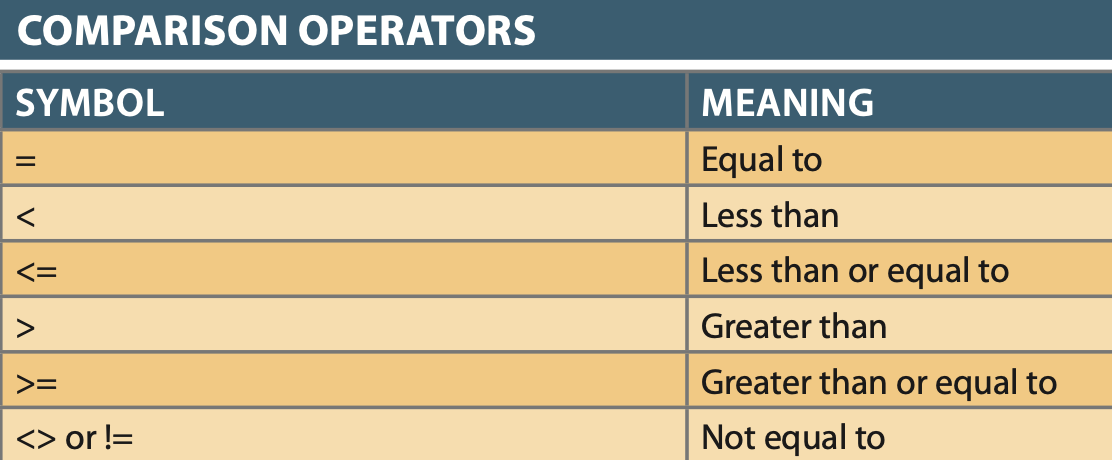 COMPARISON OPERATORS
SYMBOL MEANING
= Equal to
< Less than
<= Less than or equal to
> Greater than
>= Greater than or equal to
<> or != Not equal to